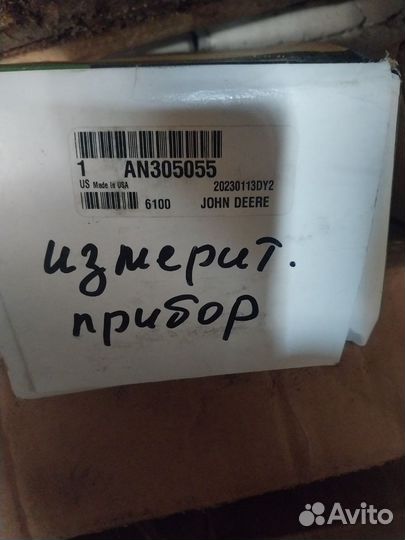 1 AN305055
US Made in USA 20230113DY2
6100 JOHN DEERE
измерит.
прибор
Avito